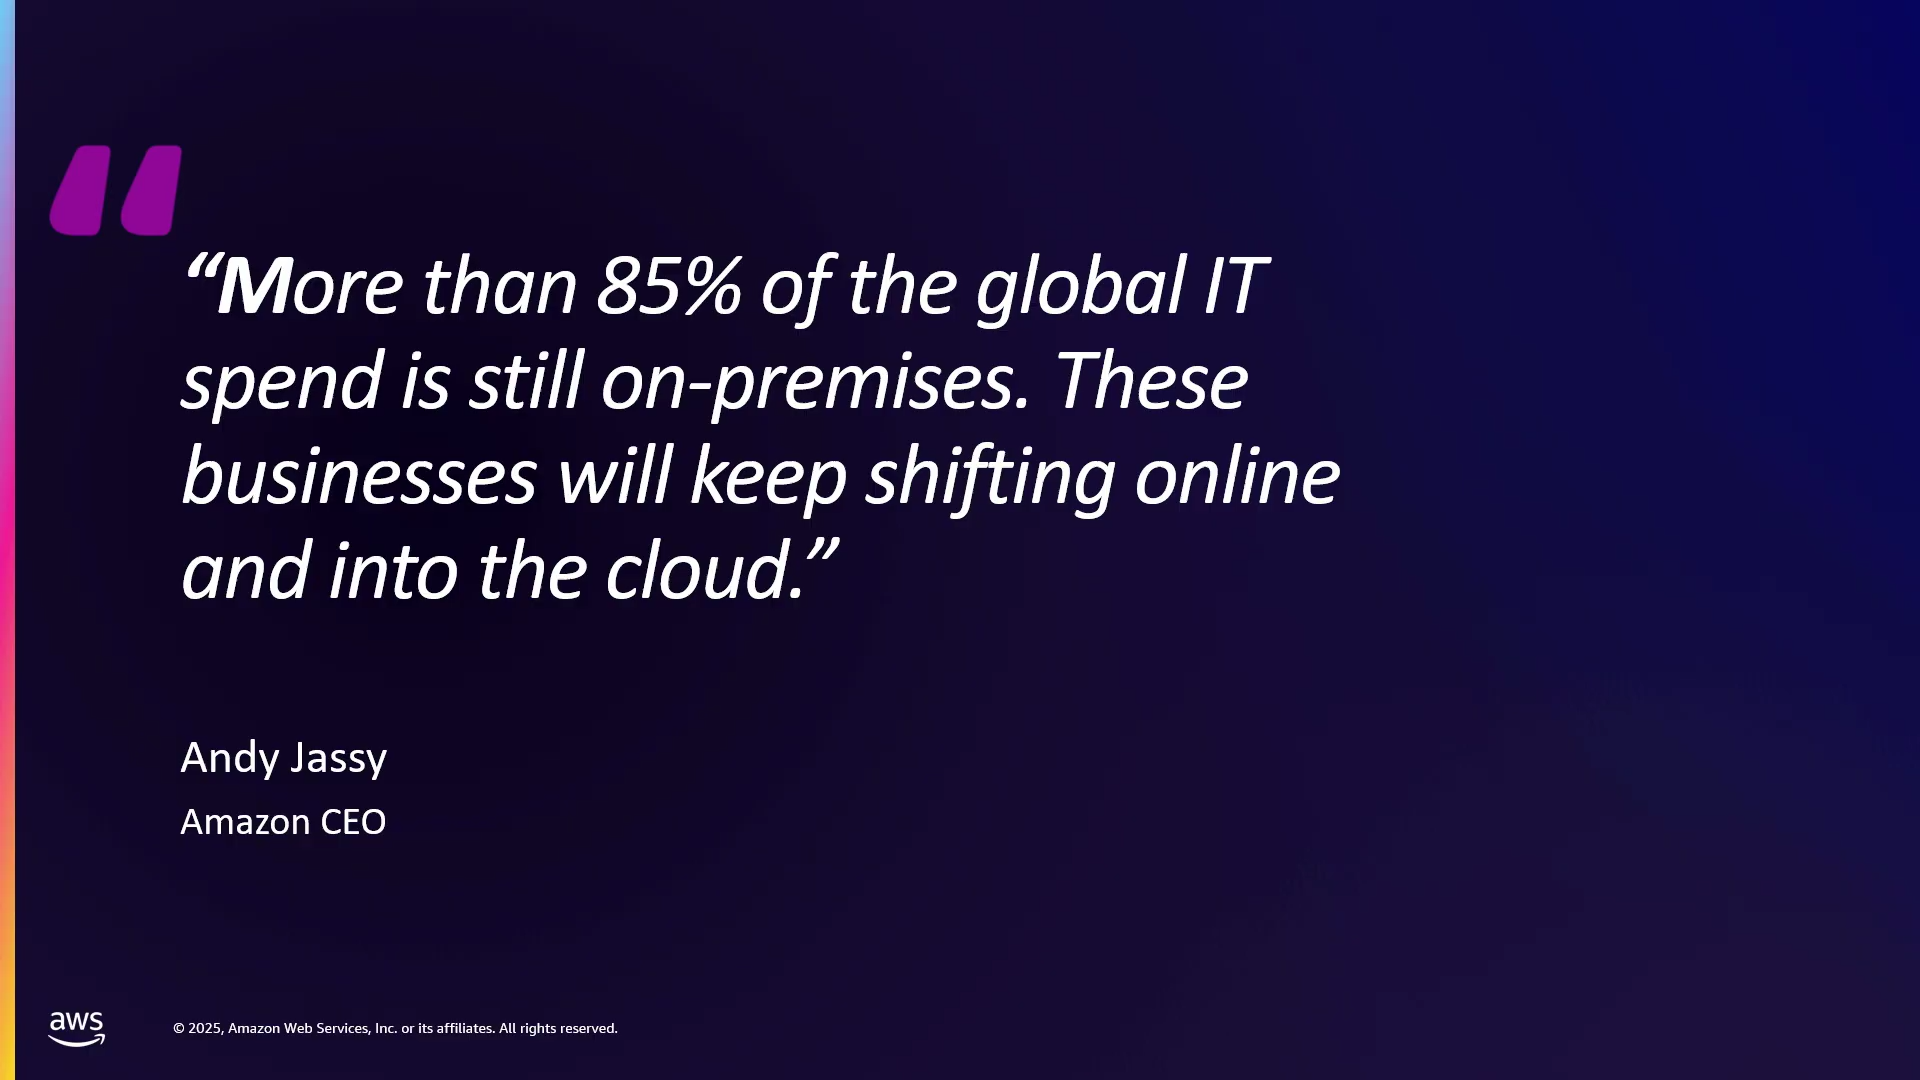 “More than 85% of the global IT
spend is still on-premises. These
businesses will keep shifting online
and into the cloud.”
Andy Jassy
Amazon CEO
aws
© 2025, Amazon Web Services, Inc. or its affiliates. All rights reserved.